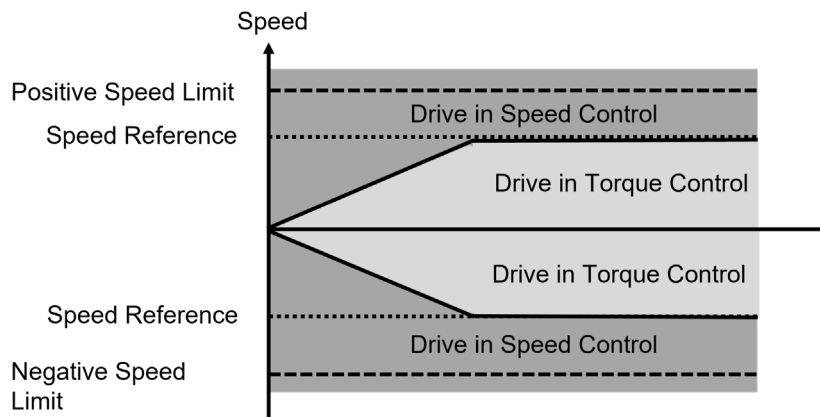 Speed
Positive Speed Limit
Drive in Speed Control
Speed Reference
Drive in Torque Control
Drive in Torque Control
Speed Reference
Drive in Speed Control
Negative Speed
Limit